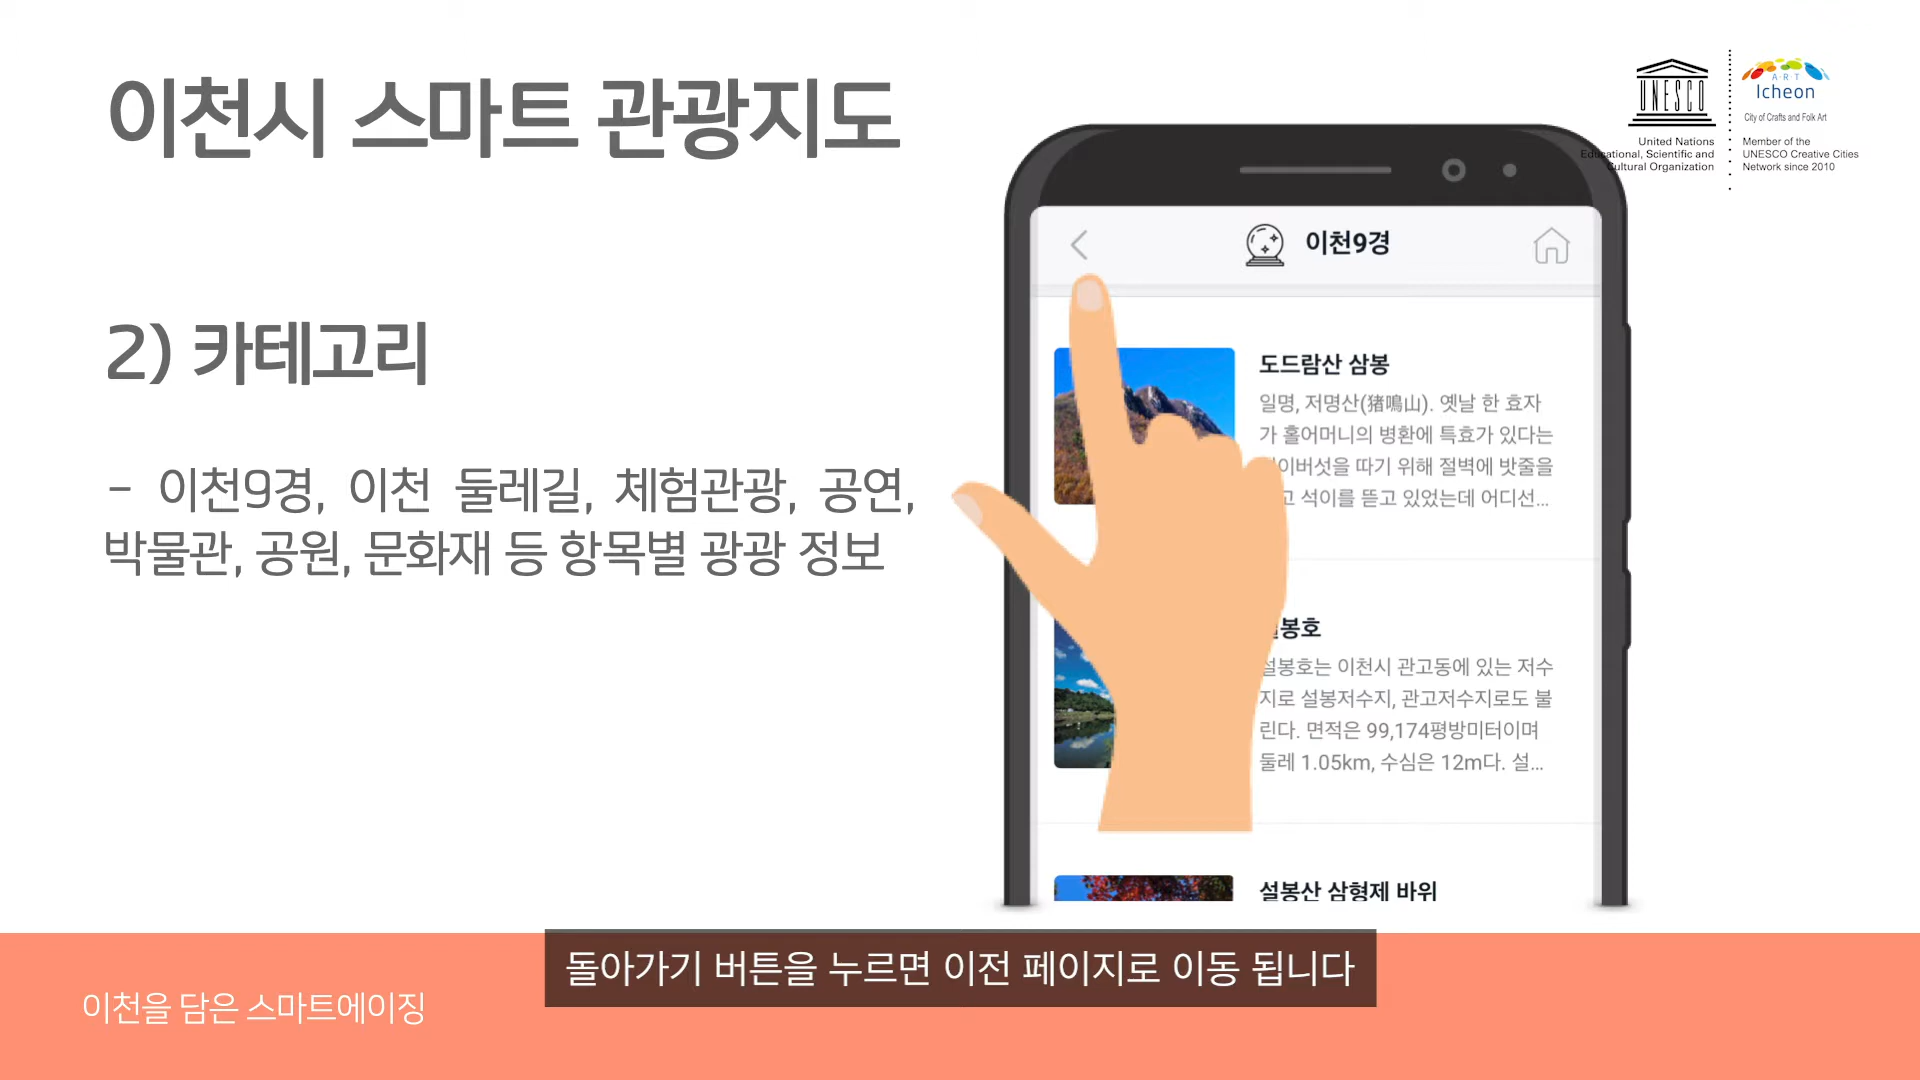 이천시 스마트 관광지도
2) 카테고리
- 이천9경, 이천 둘레길, 체험관광, 공연,
박물관, 공원, 문화재 등 항목별 광광 정보
UNESCO
United Nations
Educational, Scientific and
Cultural Organization
A·R·T
Icheon
City of Crafts and Folk Art
Member of the
UNESCO Creative Cities
Network since 2010
이천9경
도드람산 삼봉
일명, 저명산(猪鳴山). 옛날 한 효자
가 홀어머니의 병환에 특효가 있다는
이버섯을 따기 위해 절벽에 밧줄을
고 석이를 뜯고 있었는데 어디선...
봉호
설봉호는 이천시 관고동에 있는 저수
지로 설봉저수지, 관고저수지로도 불
린다. 면적은 99,174평방미터이며
둘레 1.05km, 수심은 12m다. 설...
설봉산 삼형제 바위
돌아가기 버튼을 누르면 이전 페이지로 이동 됩니다
이천을 담은 스마트에이징